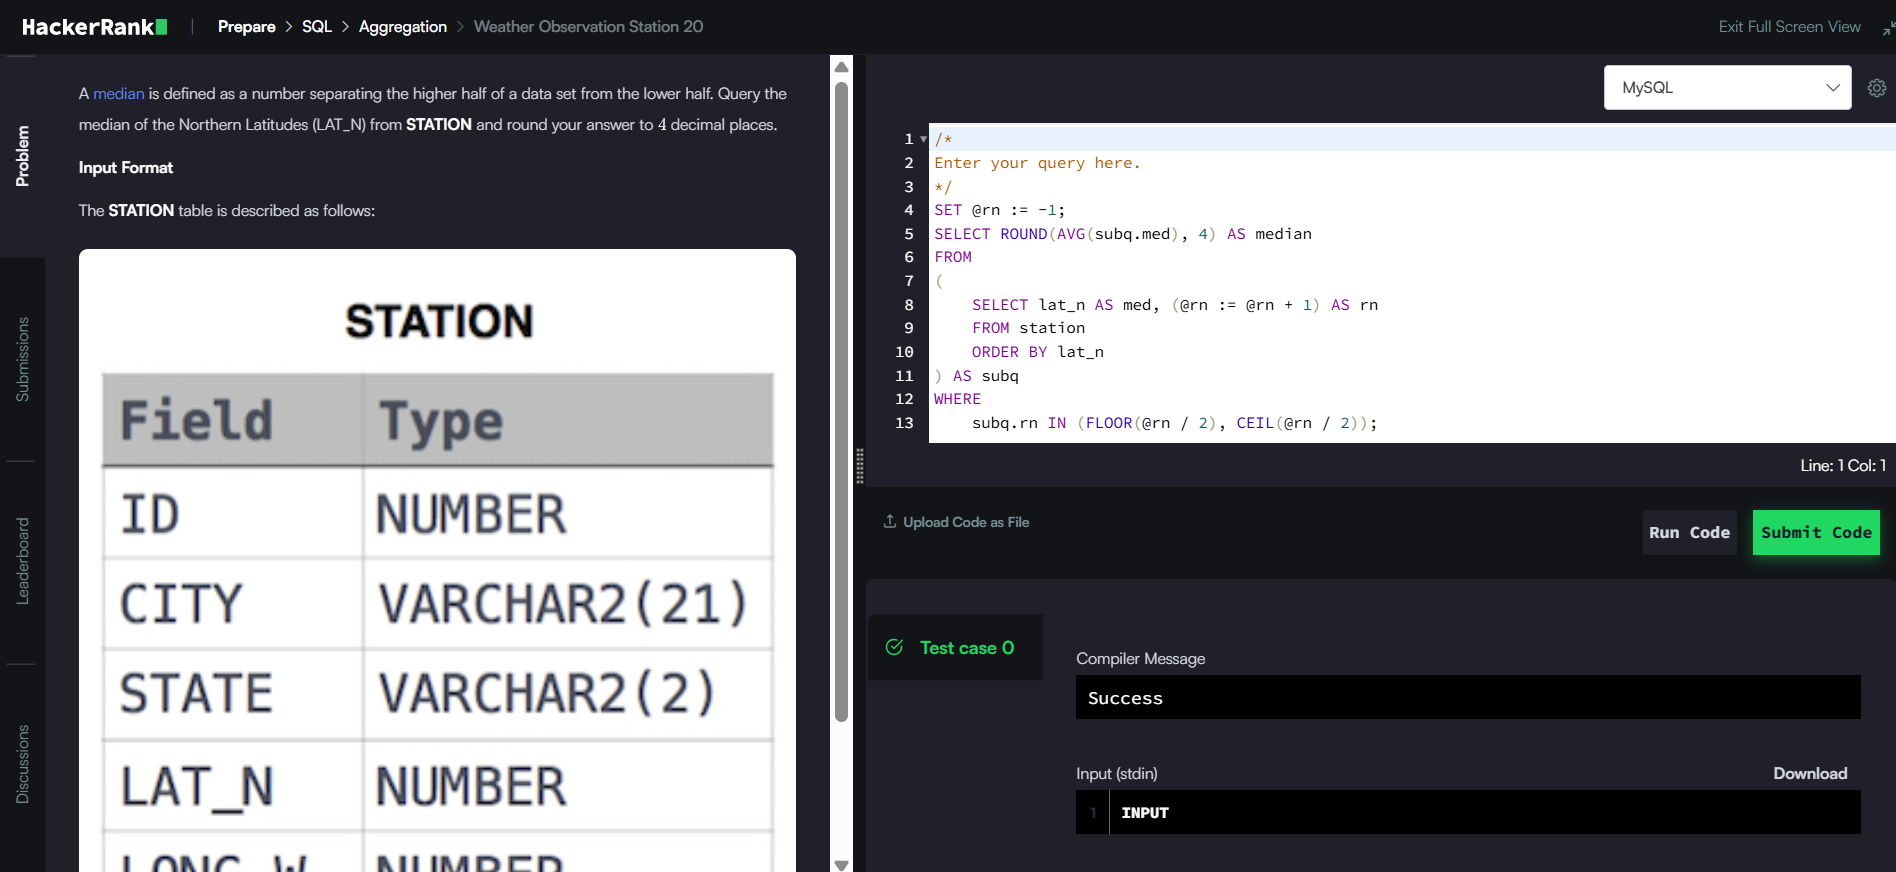 HackerRank
Prepare > SQL > Aggregation > Weather Observation Station 20
Exit Full Screen View
Problem
Submissions
Leaderboard
Discussions
A median is defined as a number separating the higher half of a data set from the lower half. Query the
median of the Northern Latitudes (LAT_N) from STATION and round your answer to 4 decimal places.
Input Format
The STATION table is described as follows:
STATION
Field Type
ID NUMBER
CITY VARCHAR2(21)
STATE VARCHAR2(2)
LAT_N NUMBER
LONG_W NUMBER
MySQL
1 /*
2 Enter your query here.
3 */
4 SET @rn := -1;
5 SELECT ROUND(AVG(subq.med), 4) AS median
6 FROM
7 (
8 SELECT lat_n AS med, (@rn := @rn + 1) AS rn
9 FROM station
10 ORDER BY lat_n
11 ) AS subq
12 WHERE
13 subq.rn IN (FLOOR(@rn / 2), CEIL(@rn / 2));
Line: 1 Col: 1
Upload Code as File
Run Code
Submit Code
Test case 0
Compiler Message
Success
Input (stdin)
Download
1 INPUT